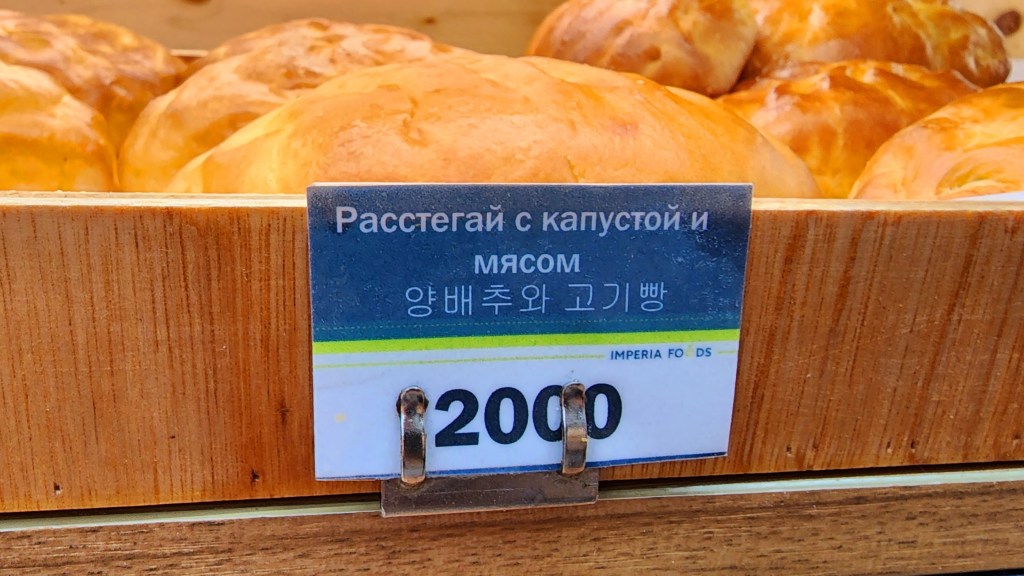 Расстегай с капустой и
мясом
양배추와 고기빵
IMPERIA FOODS
2000